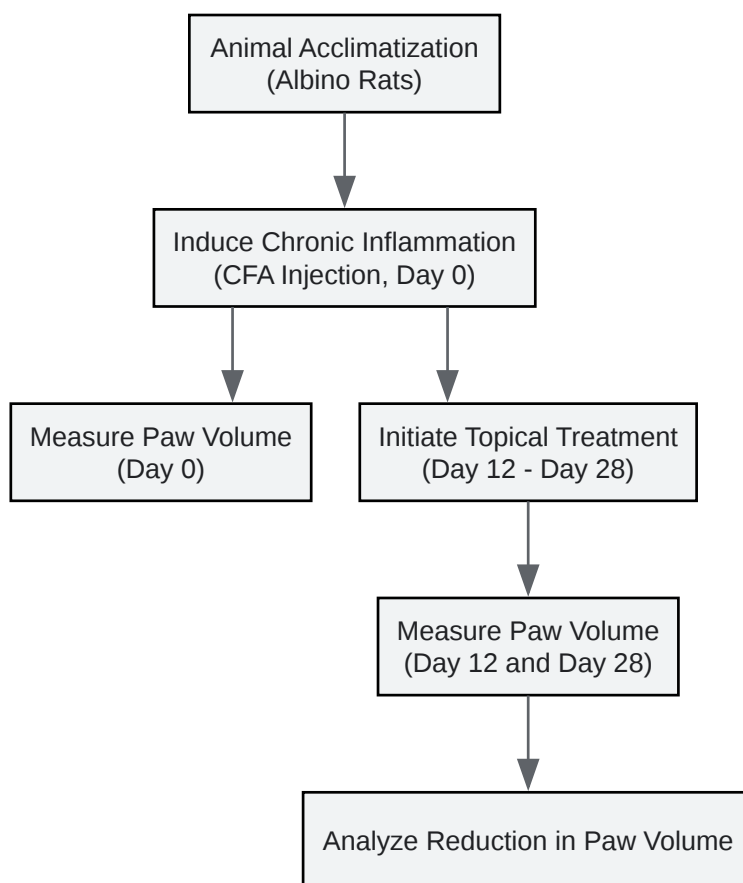 Animal Acclimatization
(Albino Rats)
Induce Chronic Inflammation
(CFA Injection, Day 0)
Measure Paw Volume
(Day 0)
Initiate Topical Treatment
(Day 12 - Day 28)
Measure Paw Volume
(Day 12 and Day 28)
Analyze Reduction in Paw Volume